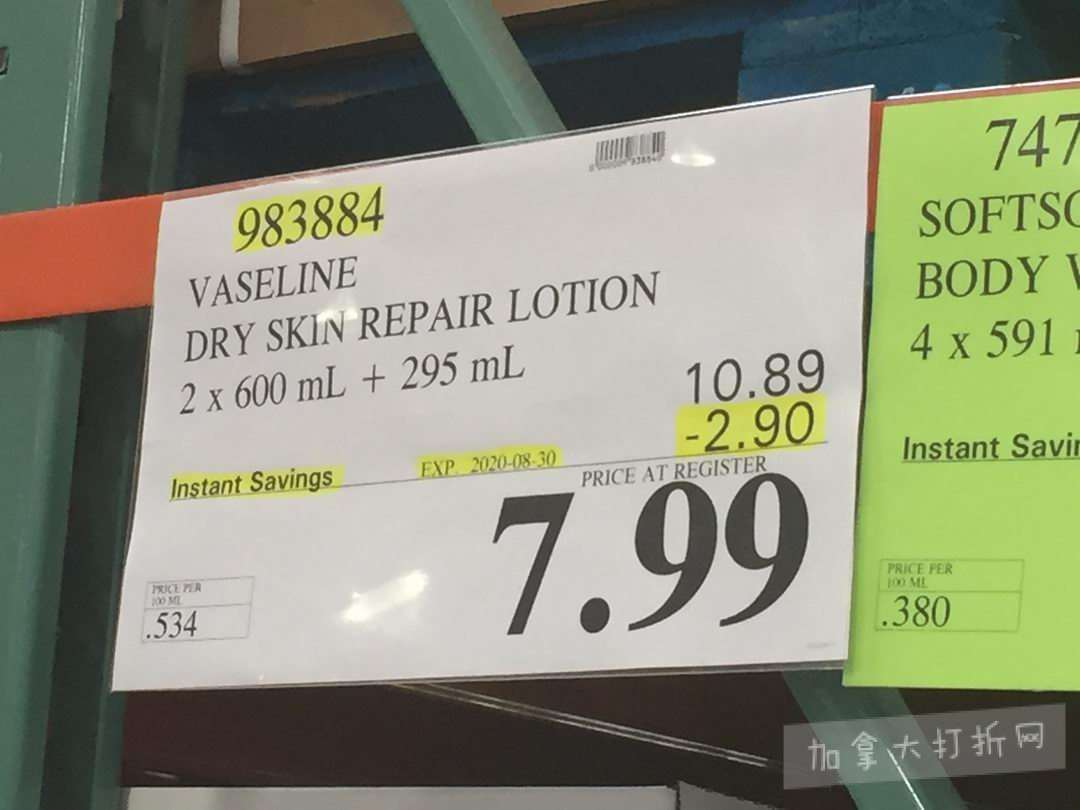 983884
VASELINE
DRY SKIN REPAIR LOTION
2 x 600 mL + 295 mL
10.89
-2.90
Instant Savings
EXP. 2020-08-30
PRICE AT REGISTER
7.99
PRICE PER
100 ML
.534
747
SOFTSO
BODY
4 x 591
Instant Savin
PRICE PER
100 ML
.380
加拿大打折网